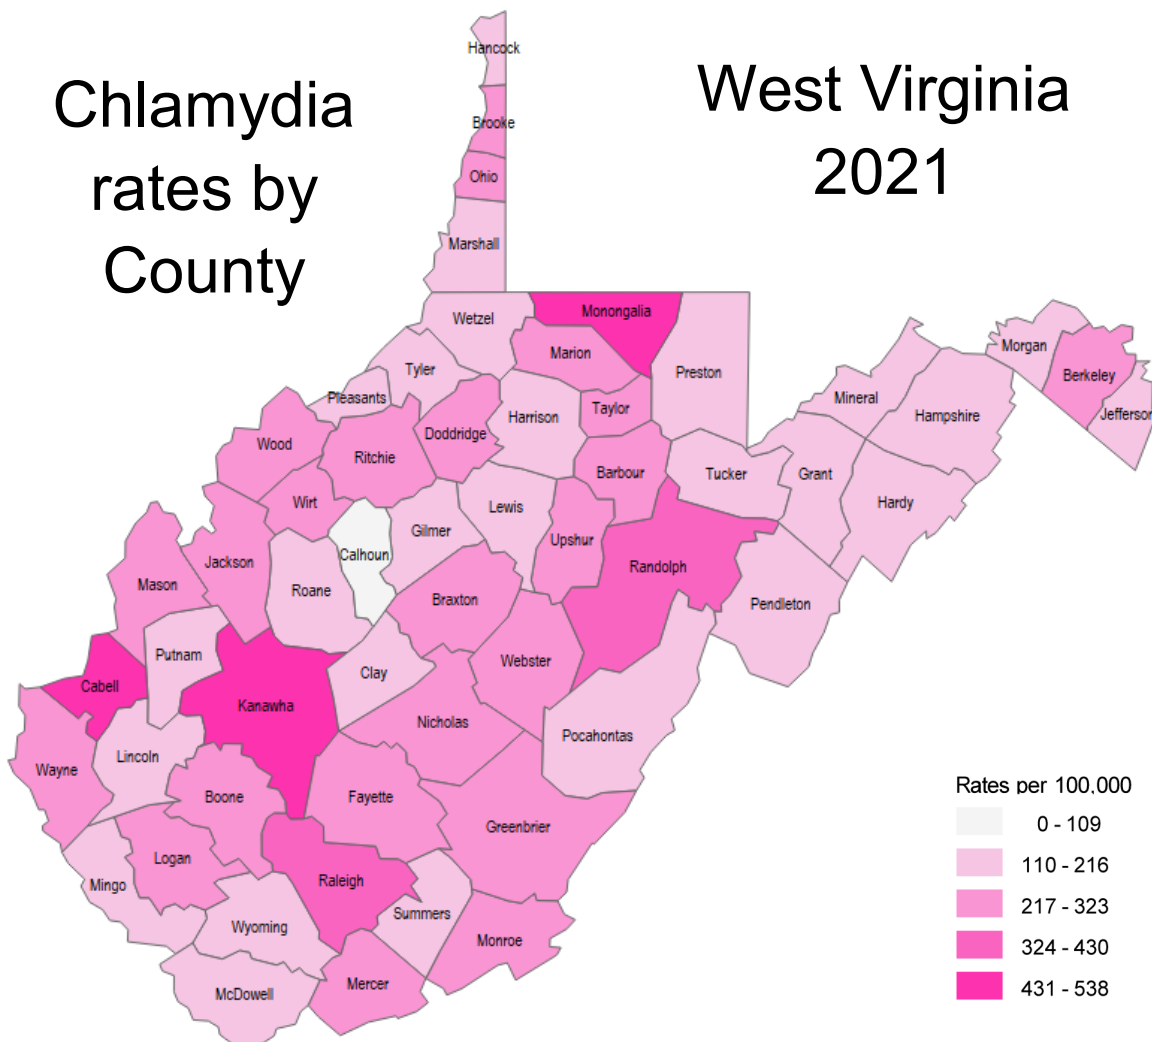 Chlamydia
rates by
County
West Virginia
2021
Hancock
Brooke
Ohio
Marshall
Wetzel
Monongalia
Marion
Preston
Tyler
Pleasants
Harrison
Taylor
Doddridge
Wood
Ritchie
Barbour
Tucker
Wirt
Lewis
Gilmer
Upshur
Calhoun
Jackson
Roane
Mason
Braxton
Randolph
Pendleton
Morgan
Berkeley
Jefferson
Mineral
Hampshire
Grant
Hardy
Putnam
Cabell
Kanawha
Clay
Webster
Nicholas
Pocahontas
Wayne
Lincoln
Boone
Fayette
Greenbrier
Logan
Mingo
Raleigh
Wyoming
Summers
Monroe
McDowell
Mercer
Rates per 100,000
0 - 109
110 - 216
217 - 323
324 - 430
431 - 538